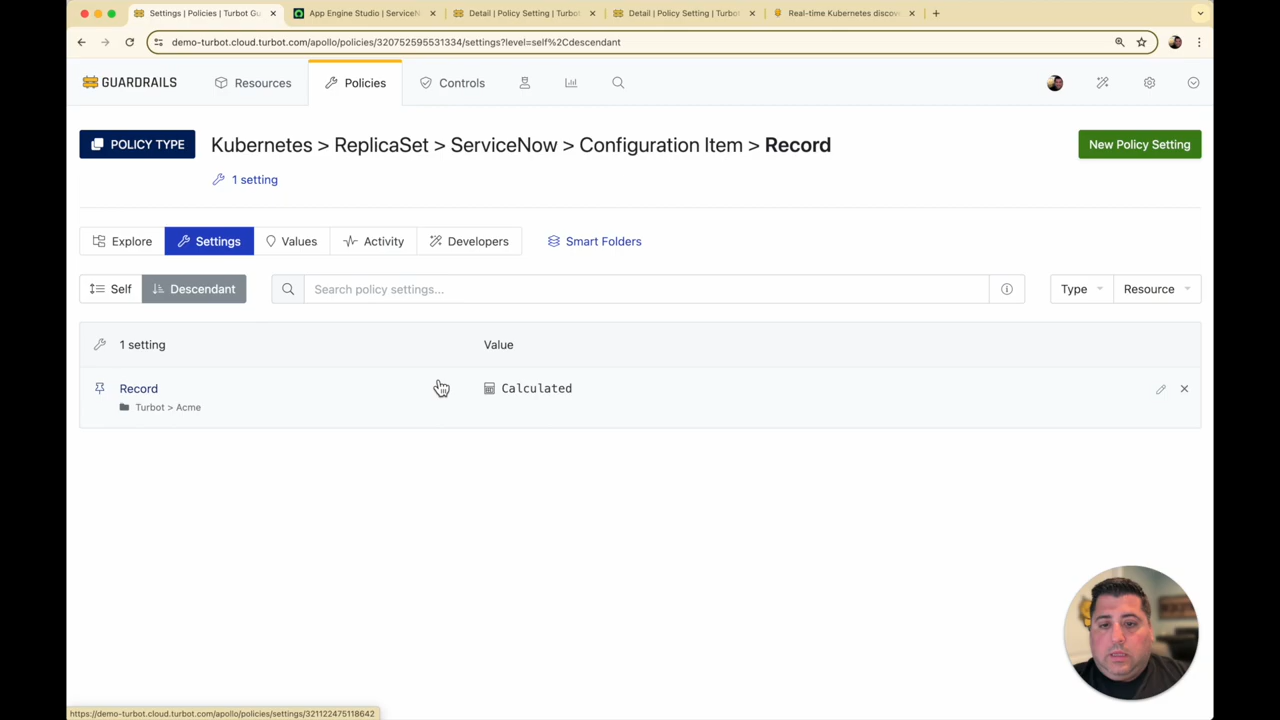 Settings | Policies | Turbot Gu
App Engine Studio | ServiceN
Detail | Policy Setting | Turbot
Detail | Policy Setting | Turbot
Real-time Kubernetes discov
demo-turbot.cloud.turbot.com/apollo/policies/320752595531334/settings?level=self%2Cdescendant
GUARDRAILS
Resources
Policies
Controls
POLICY TYPE
Kubernetes > ReplicaSet > ServiceNow > Configuration Item > Record
New Policy Setting
1 setting
Explore
Settings
Values
Activity
Developers
Smart Folders
Self
Descendant
Search policy settings...
Type
Resource
1 setting
Value
Record
Calculated
Turbot > Acme
https://demo-turbot.cloud.turbot.com/apollo/policies/settings/321122475118642